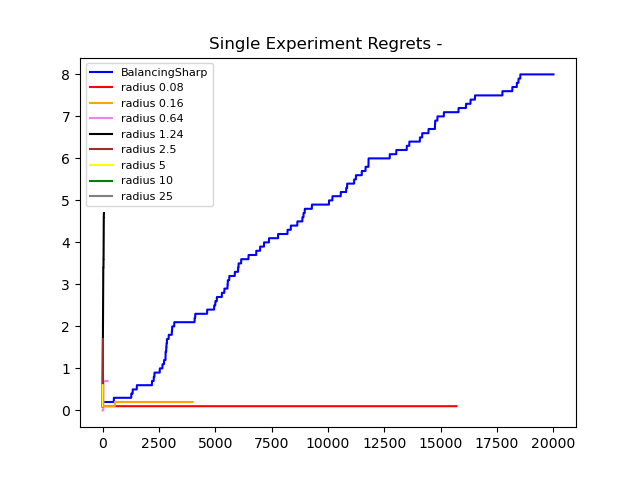 Single Experiment Regrets -
BalancingSharp
radius 0.08
radius 0.16
radius 0.64
radius 1.24
radius 2.5
radius 5
radius 10
radius 25
8
7
6
5
4
3
2
1
0
0 2500 5000 7500 10000 12500 15000 17500 20000